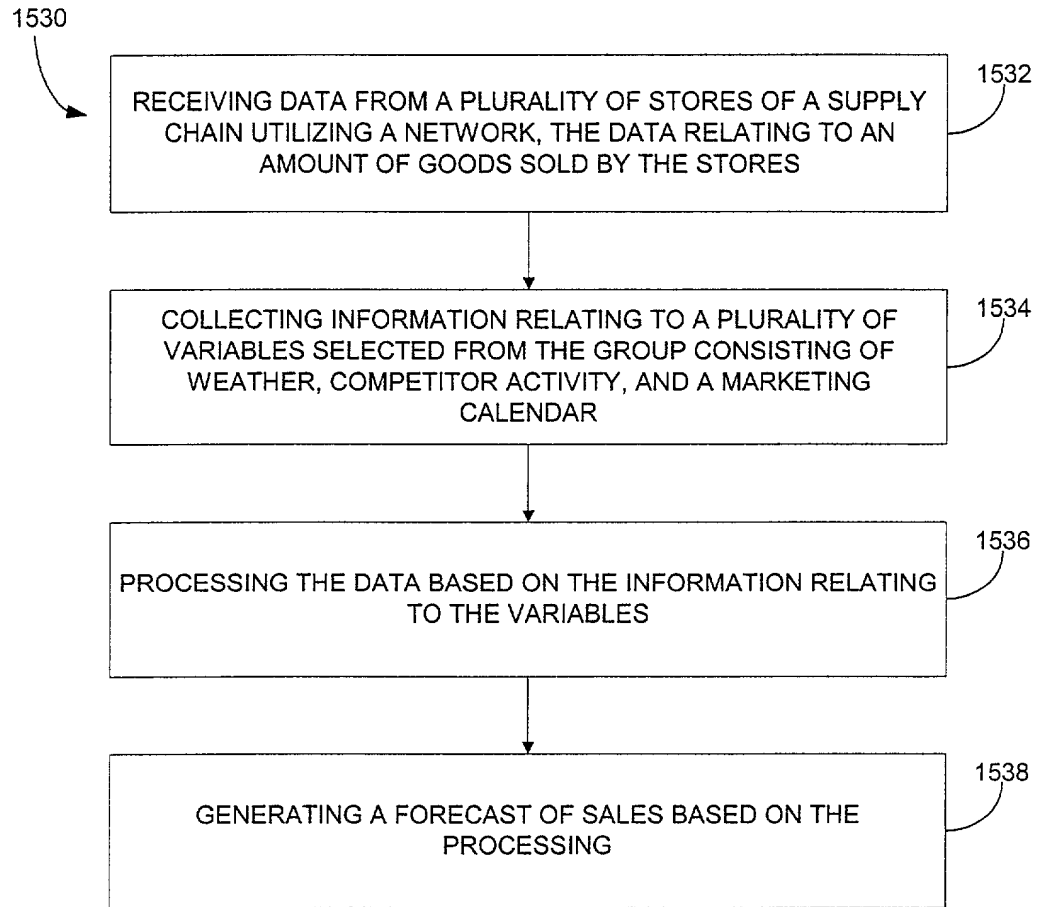 1530
1532
RECEIVING DATA FROM A PLURALITY OF STORES OF A SUPPLY
CHAIN UTILIZING A NETWORK, THE DATA RELATING TO AN
AMOUNT OF GOODS SOLD BY THE STORES
1534
COLLECTING INFORMATION RELATING TO A PLURALITY OF
VARIABLES SELECTED FROM THE GROUP CONSISTING OF
WEATHER, COMPETITOR ACTIVITY, AND A MARKETING
CALENDAR
1536
PROCESSING THE DATA BASED ON THE INFORMATION RELATING
TO THE VARIABLES
1538
GENERATING A FORECAST OF SALES BASED ON THE
PROCESSING